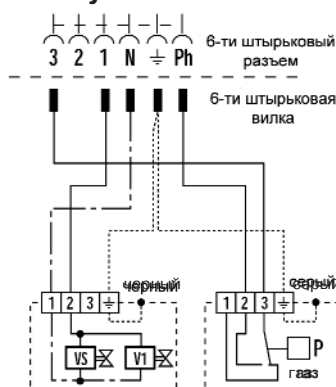 3 2 1 N Ph
6-ти штырьковый
разъем
6-ти штырьковая
вилка
черный
серый
1 2 3
1 2 3
VS V1
P
газ